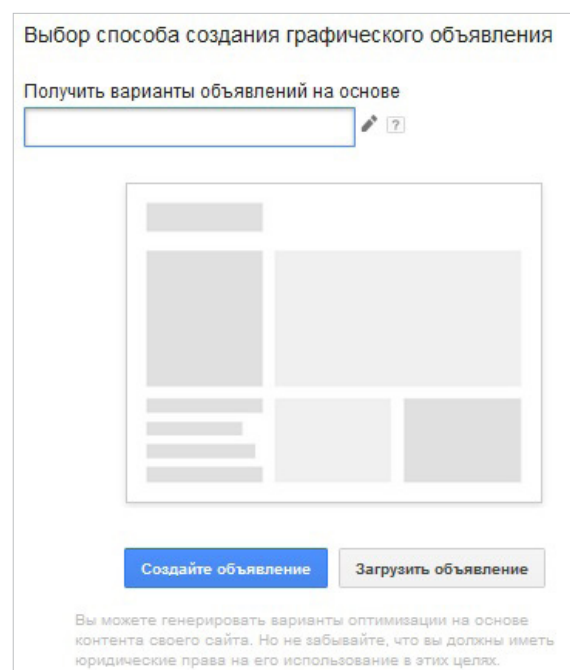 Выбор способа создания графического объявления
Получить варианты объявлений на основе
?
Создайте объявление
Загрузить объявление
Вы можете генерировать варианты оптимизации на основе
контента своего сайта. Но не забывайте, что вы должны иметь
юридические права на его использование в этих целях.